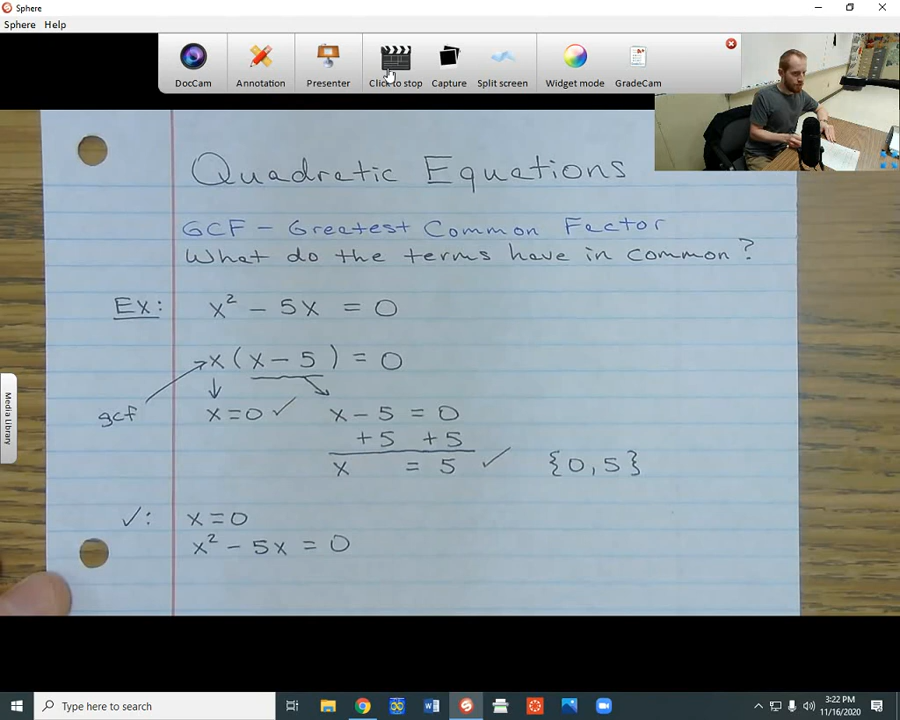 Sphere
Sphere Help
DocCam Annotation Presenter Click to stop Capture Split screen Widget mode GradeCam
Media Library
Quadratic Equations
GCF - Greatest Common Factor
What do the terms have in common?
Ex: x² - 5x = 0
x(x - 5) = 0
gcf
x = 0 ✓ x - 5 = 0
+5 +5
x = 5 ✓ {0, 5}
✓: x = 0
x² - 5x = 0
Type here to search
3:22 PM
11/16/2020